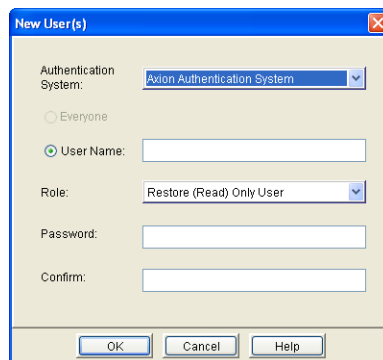 New User(s)
Authentication
System:
Axion Authentication System
Everyone
User Name:
Role:
Restore (Read) Only User
Password:
Confirm:
OK
Cancel
Help